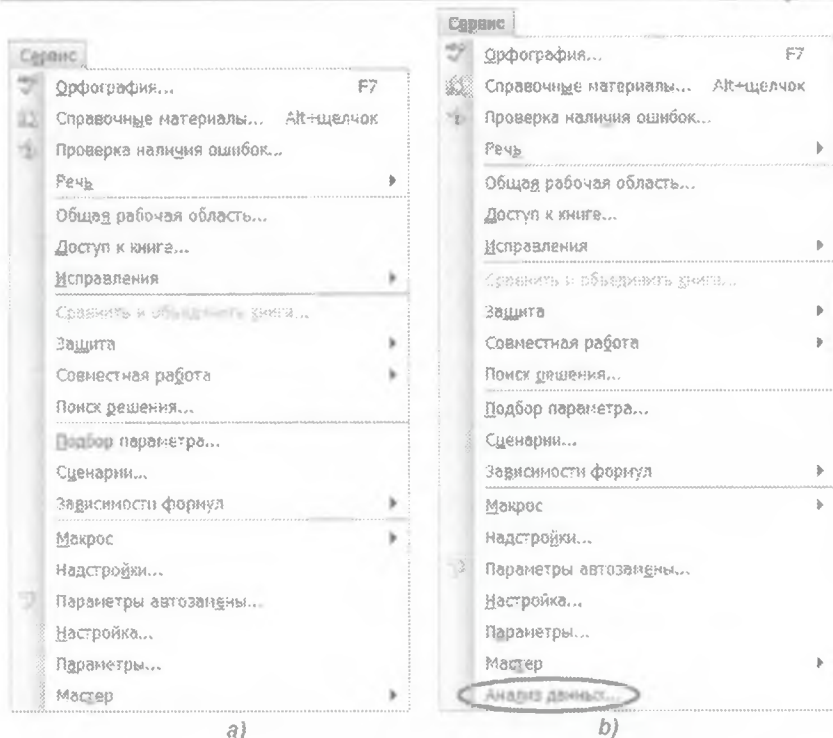 Сервис
Орфография... F7
Справочные материалы... Alt+щелчок
Проверка наличия ошибок...
Речь
Общая рабочая область...
Доступ к книге...
Исправления
Сравнить и объединить книги...
Защита
Совместная работа
Поиск решения...
Подбор параметра...
Сценарии...
Зависимости формул
Макрос
Надстройки...
Параметры автозамены...
Настройка...
Параметры...
Мастер
a)
Сервис
Орфография... F7
Справочные материалы... Alt+щелчок
Проверка наличия ошибок...
Речь
Общая рабочая область...
Доступ к книге...
Исправления
Сравнить и объединить книги...
Защита
Совместная работа
Поиск решения...
Подбор параметра...
Сценарии...
Зависимости формул
Макрос
Надстройки...
Параметры автозамены...
Настройка...
Параметры...
Мастер
Анализ данных...
b)